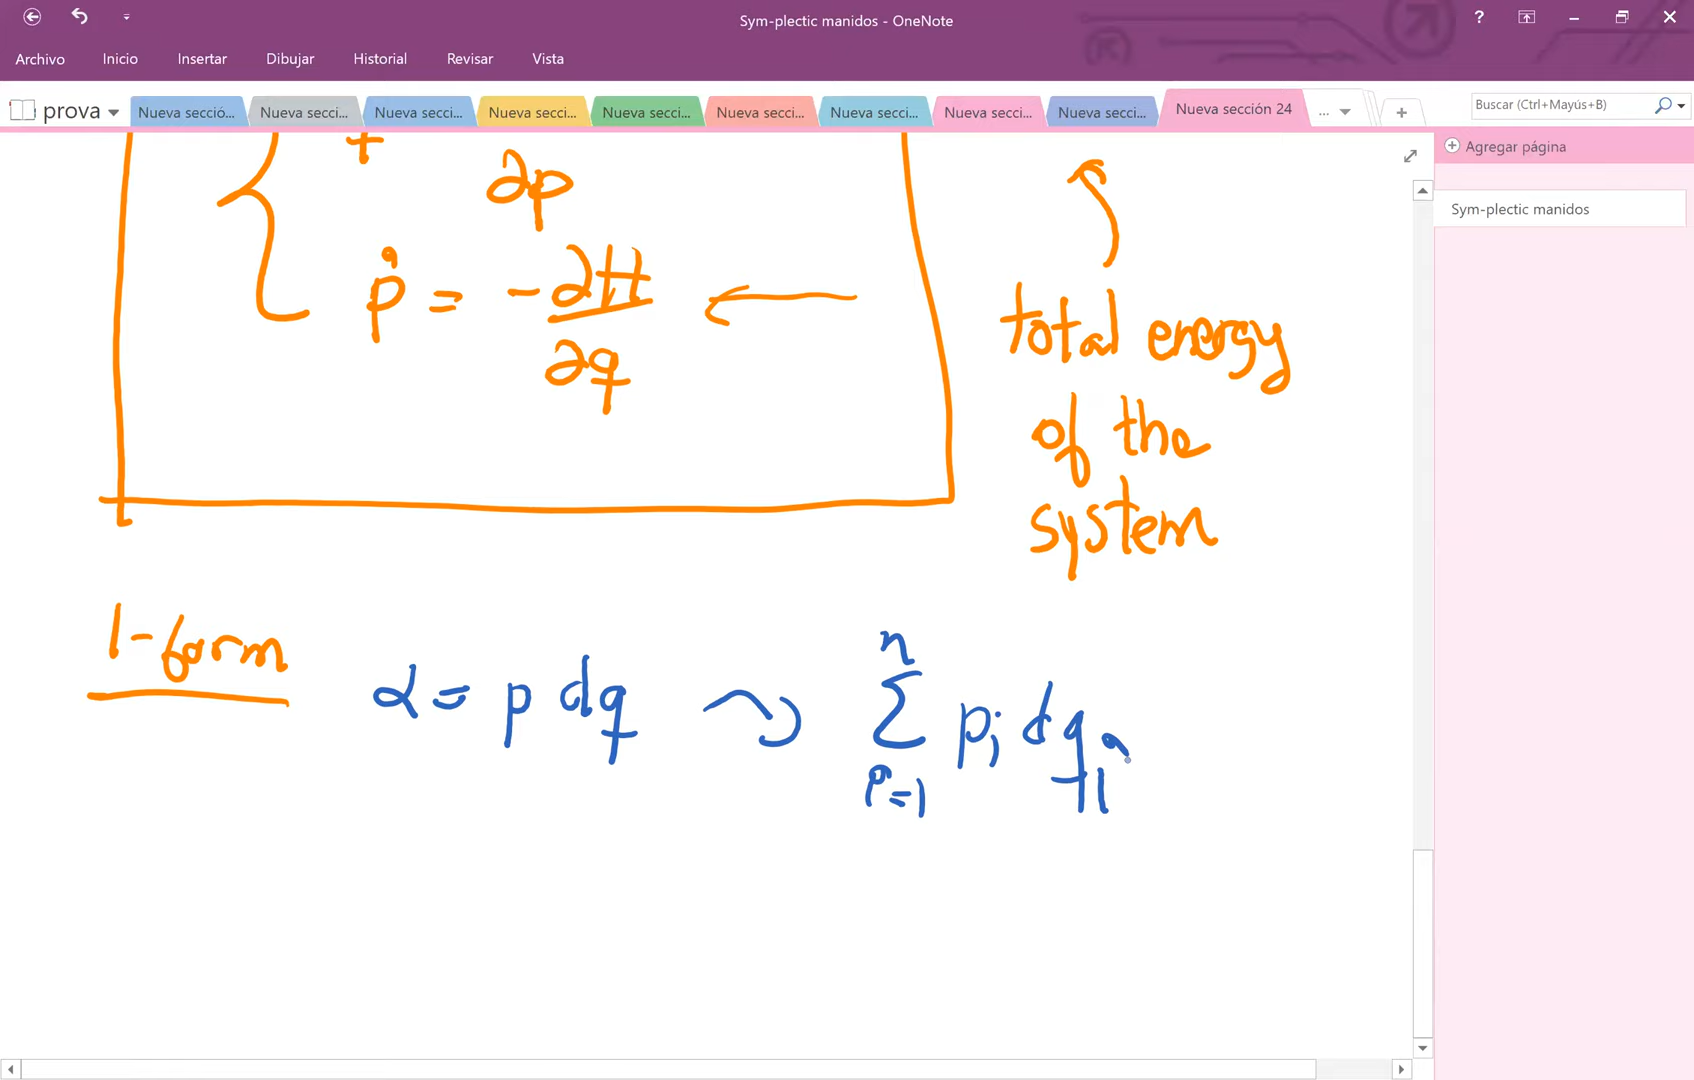 Sym-plectic manidos - OneNote
?
Archivo Inicio Insertar Dibujar Historial Revisar Vista
prova Nueva secció... Nueva secci... Nueva secci... Nueva secci... Nueva secci... Nueva secci... Nueva secci... Nueva secci... Nueva secci... Nueva sección 24 ... +
Buscar (Ctrl+Mayús+B)
Agregar página
Sym-plectic manidos
∂p
ṗ = -∂H/∂q ←
total energy
of the
system
1-form
α = p dq ⤳ ∑_{i=1}^{n} p_i dq_i